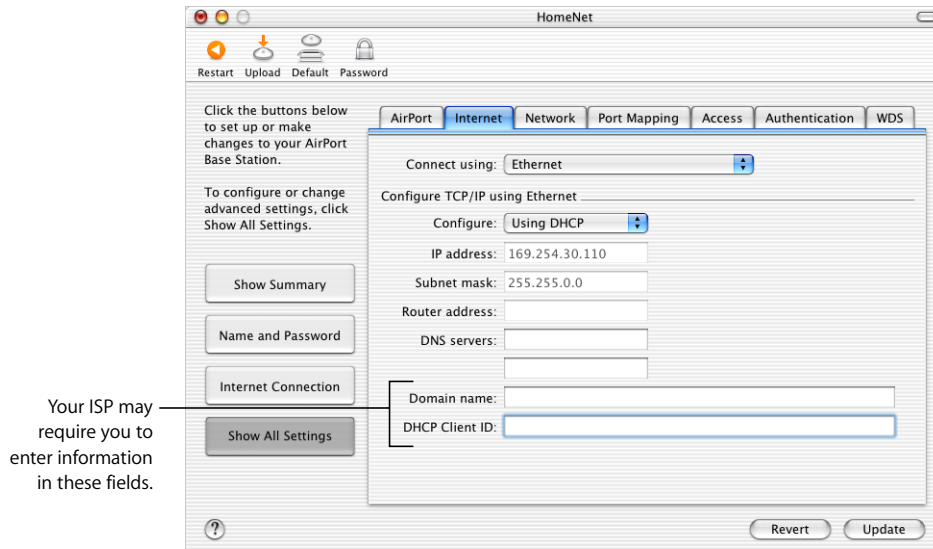 HomeNet
Restart Upload Default Password
Click the buttons below
to set up or make
changes to your AirPort
Base Station.
To configure or change
advanced settings, click
Show All Settings.
Show Summary
Name and Password
Internet Connection
Show All Settings
Your ISP may
require you to
enter information
in these fields.
AirPort Internet Network Port Mapping Access Authentication WDS
Connect using: Ethernet
Configure TCP/IP using Ethernet
Configure: Using DHCP
IP address: 169.254.30.110
Subnet mask: 255.255.0.0
Router address:
DNS servers:
Domain name:
DHCP Client ID:
?
Revert Update